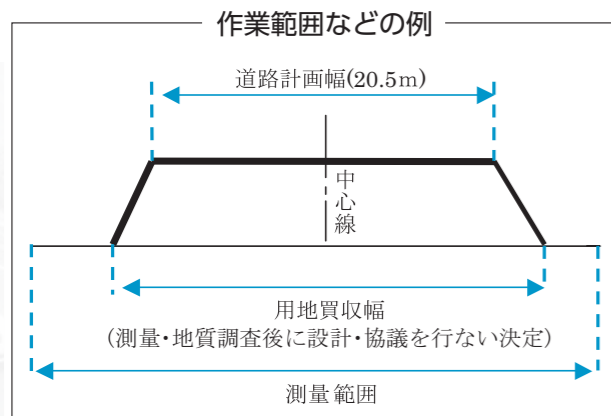 作業範囲などの例
道路計画幅(20.5m)
中心線
用地買収幅
(測量・地質調査後に設計・協議を行ない決定)
測量範囲